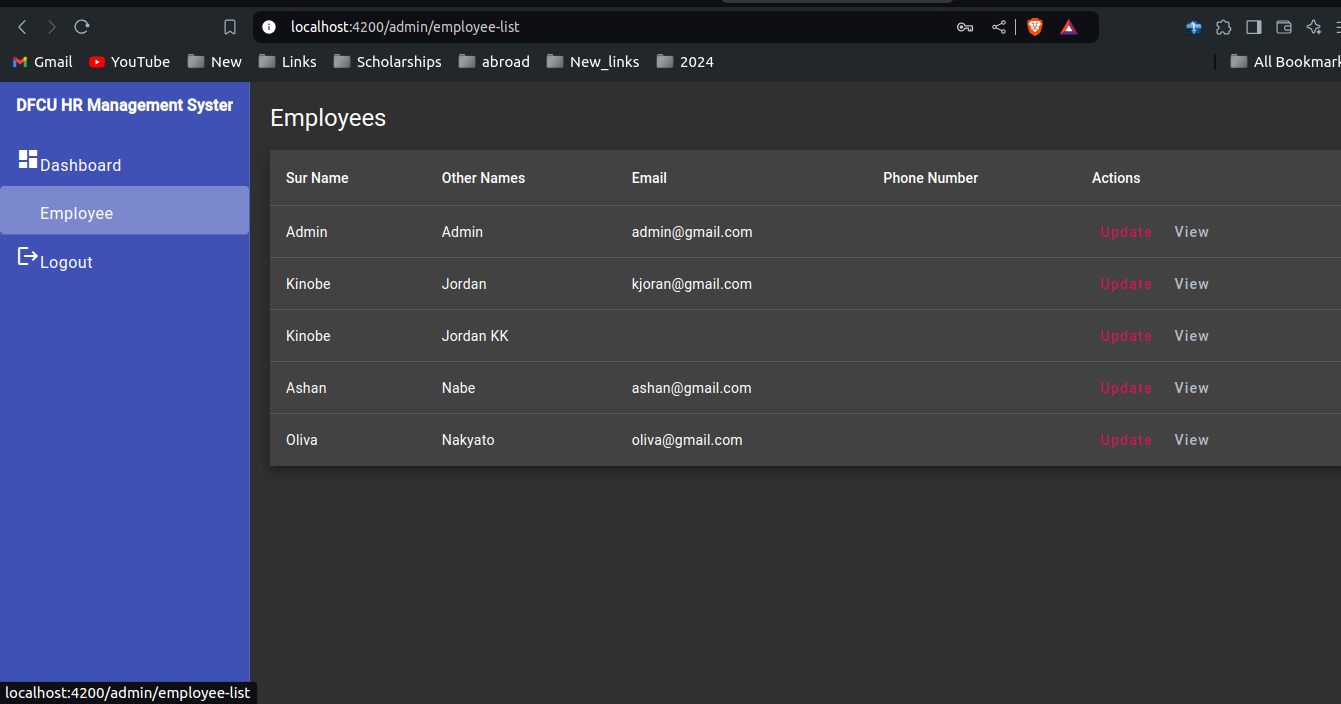 localhost:4200/admin/employee-list
Gmail YouTube New Links Scholarships abroad New_links 2024 All Bookmark
DFCU HR Management Syster
Dashboard
Employee
Logout
Employees
Sur Name Other Names Email Phone Number Actions
Admin Admin admin@gmail.com Update View
Kinobe Jordan kjoran@gmail.com Update View
Kinobe Jordan KK Update View
Ashan Nabe ashan@gmail.com Update View
Oliva Nakyato oliva@gmail.com Update View
localhost:4200/admin/employee-list